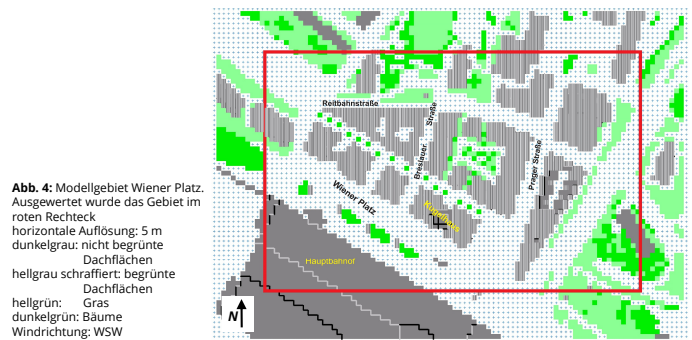 Abb. 4: Modellgebiet Wiener Platz.
Ausgewertet wurde das Gebiet im
roten Rechteck
horizontale Auflösung: 5 m
dunkelgrau: nicht begrünte
Dachflächen
hellgrau schraffiert: begrünte
Dachflächen
hellgrün: Gras
dunkelgrün: Bäume
Windrichtung: WSW
Reitbahnstraße
Breslauer Straße
Prager Straße
Wiener Platz
Kugelhaus
Hauptbahnhof
N